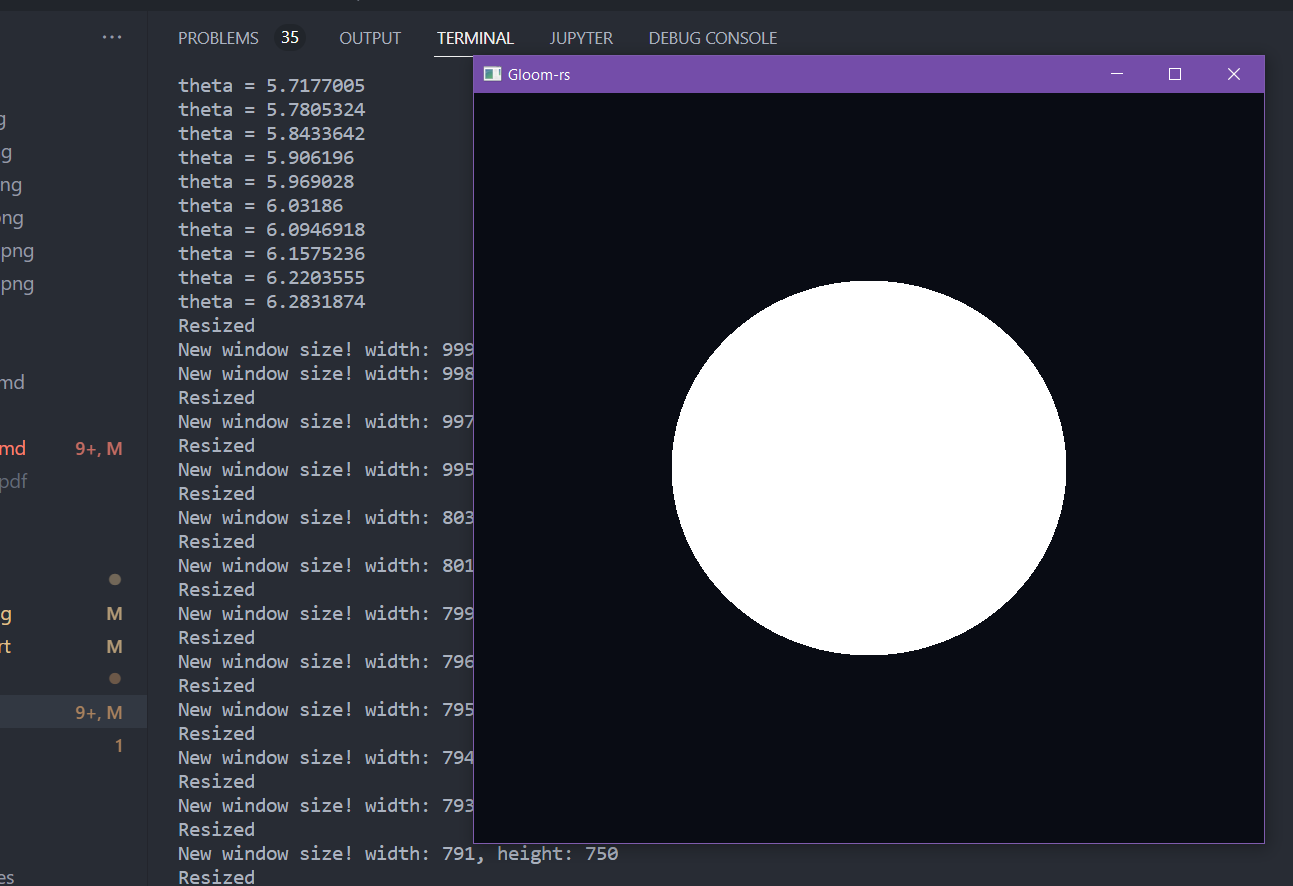 ...
PROBLEMS 35 OUTPUT TERMINAL JUPYTER DEBUG CONSOLE
Gloom-rs
theta = 5.7177005
theta = 5.7805324
theta = 5.8433642
theta = 5.906196
theta = 5.969028
theta = 6.03186
theta = 6.0946918
theta = 6.1575236
theta = 6.2203555
theta = 6.2831874
Resized
New window size! width: 999
New window size! width: 998
Resized
New window size! width: 997
Resized
New window size! width: 995
Resized
New window size! width: 803
Resized
New window size! width: 801
Resized
New window size! width: 799
Resized
New window size! width: 796
Resized
New window size! width: 795
Resized
New window size! width: 794
Resized
New window size! width: 793
Resized
New window size! width: 791, height: 750
Resized
g
g
ng
ng
png
png
md
md 9+, M
pdf
g M
rt M
9+, M
1
es